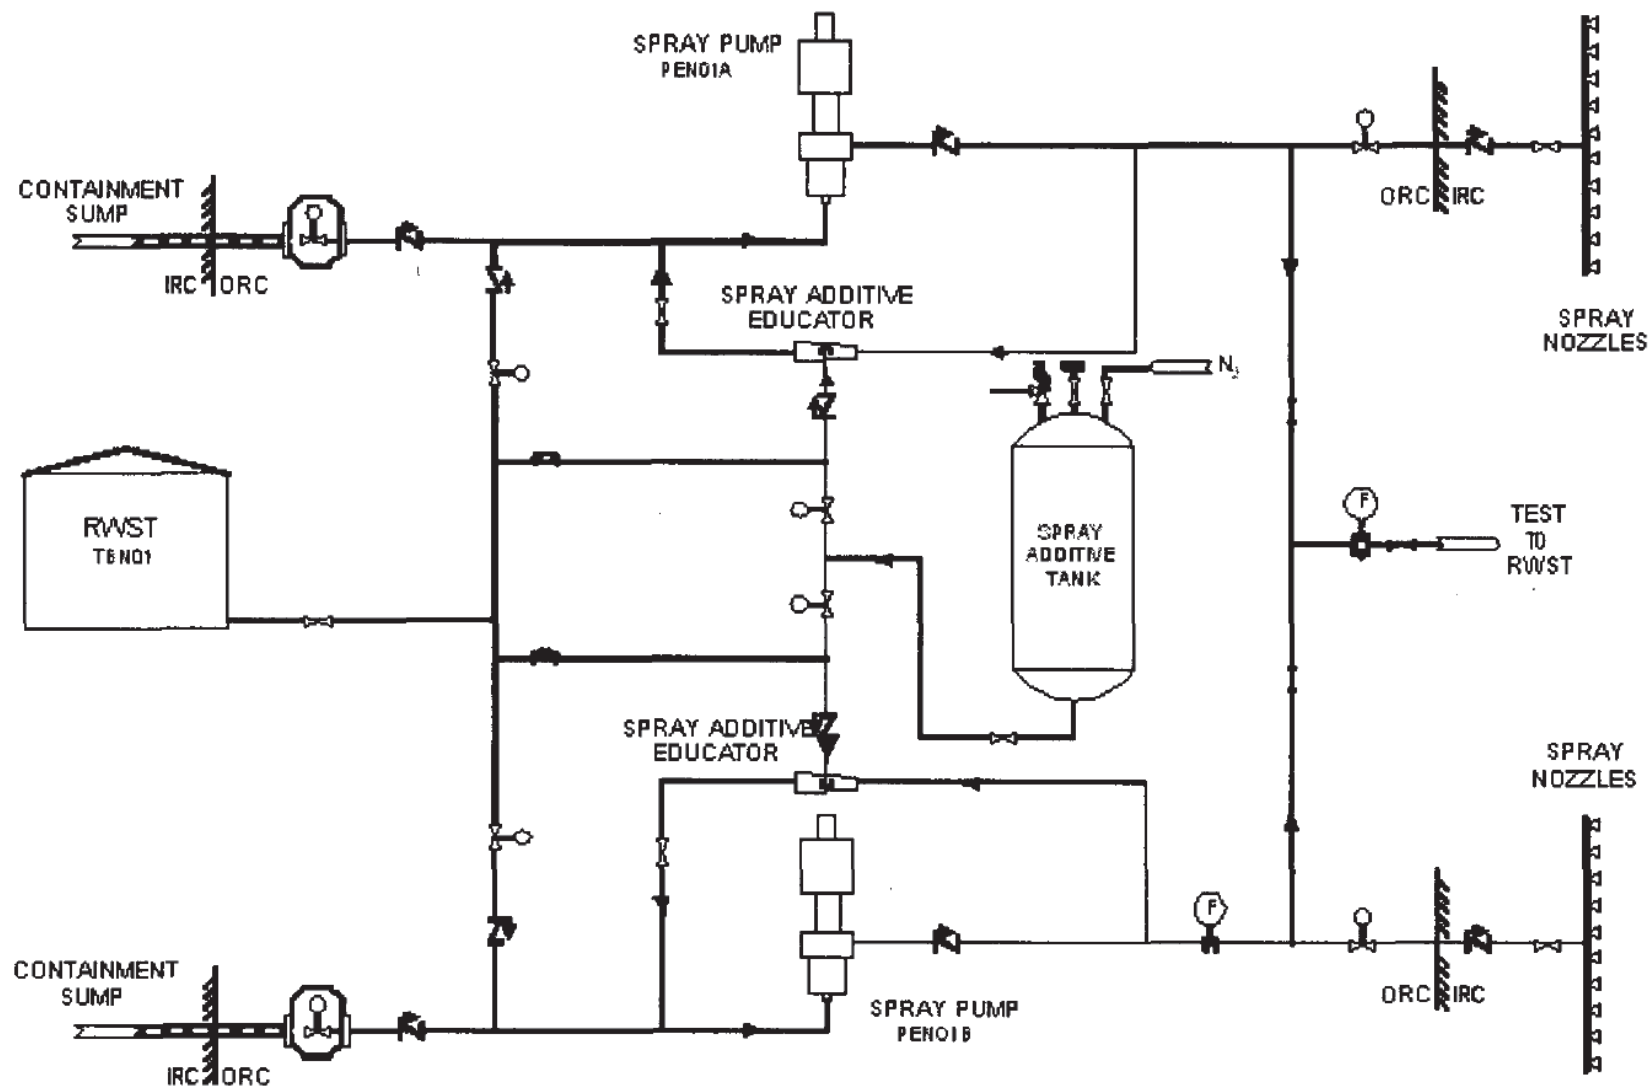 SPRAY PUMP
PEN01A
CONTAINMENT
SUMP
IRC
ORC
ORC
IRC
SPRAY ADDITIVE
EDUCATOR
SPRAY
NOZZLES
N₂
RWST
TBN01
SPRAY
ADDITIVE
TANK
F
TEST
TO
RWST
SPRAY ADDITIVE
EDUCATOR
SPRAY
NOZZLES
F
CONTAINMENT
SUMP
IRC
ORC
SPRAY PUMP
PEN01B
ORC
IRC